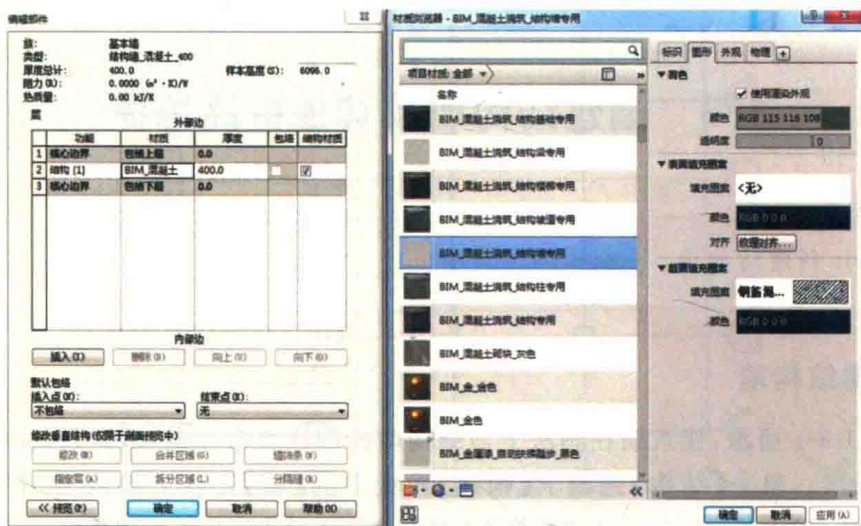 编辑部件
族: 基本墙
类型: 结构墙_混凝土_400
厚度总计: 400.0 样本高度(S): 6096.0
阻力(R): 0.0000 (m²·K)/W
热质量: 0.00 kJ/K
层
外部边
功能 材质 厚度 包络 结构材质
1 核心边界 包络上层 0.0
2 结构 [1] BIM_混凝土 400.0
3 核心边界 包络下层 0.0
内部边
插入(I) 删除(D) 向上(U) 向下(O)
默认包络
插入点(N): 结束点(E):
不包络 无
修改垂直结构(仅限于剖面预览中)
修改(M) 合并区域(G) 墙饰条(W)
指定层(A) 拆分区域(L) 分隔缝(R)
<< 预览(P) 确定 取消 帮助(H)
材质浏览器 - BIM_混凝土浇筑_结构墙专用
项目材质: 全部
名称
BIM_混凝土浇筑_结构基础专用
BIM_混凝土浇筑_结构梁专用
BIM_混凝土浇筑_结构楼梯专用
BIM_混凝土浇筑_结构坡道专用
BIM_混凝土浇筑_结构墙专用
BIM_混凝土浇筑_结构柱专用
BIM_混凝土浇筑_结构专用
BIM_混凝土砌块_灰色
BIM_金_金色
BIM_金色
标识 图形 外观 物理
▼着色
使用渲染外观
颜色 RGB 115 116 108
透明度 0
▼表面填充图案
填充图案 <无>
颜色 RGB 0 0 0
对齐 纹理对齐...
▼截面填充图案
填充图案 钢筋混...
颜色 RGB 0 0 0
确定 取消 应用(A)